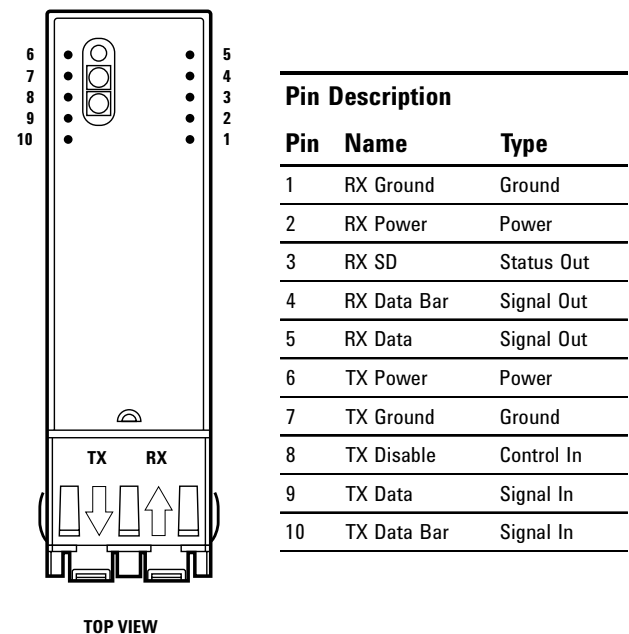 6 5
7 4
8 3
9 2
10 1
TX RX
TOP VIEW
Pin Description
Pin Name Type
1 RX Ground Ground
2 RX Power Power
3 RX SD Status Out
4 RX Data Bar Signal Out
5 RX Data Signal Out
6 TX Power Power
7 TX Ground Ground
8 TX Disable Control In
9 TX Data Signal In
10 TX Data Bar Signal In